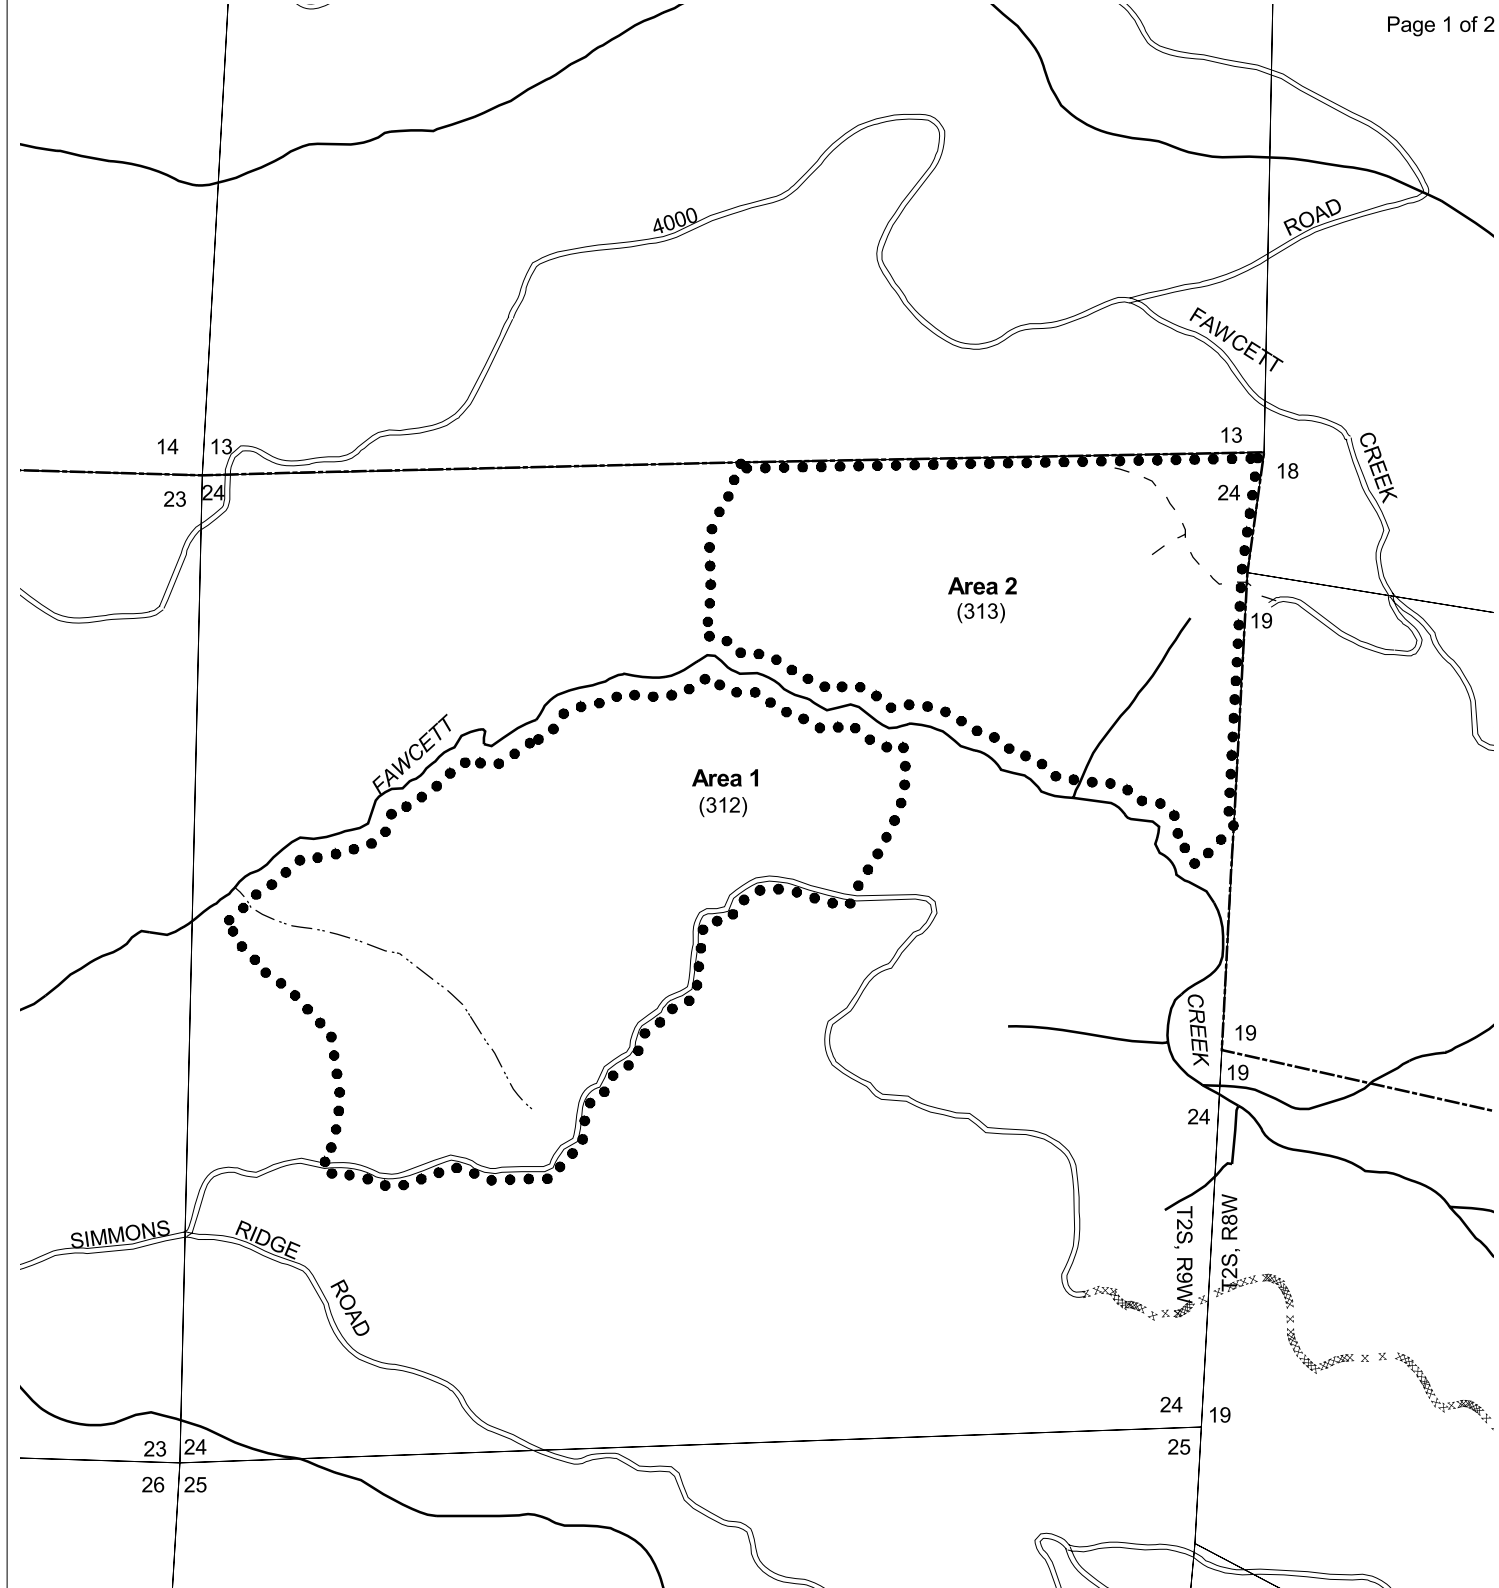 Page 1 of 2
4000
ROAD
FAWCETT
CREEK
14
13
13
18
23
24
24
Area 2
(313)
19
FAWCETT
Area 1
(312)
CREEK
19
19
24
T2S, R9W
T2S, R8W
SIMMONS
RIDGE
ROAD
24
19
25
23
24
26
25